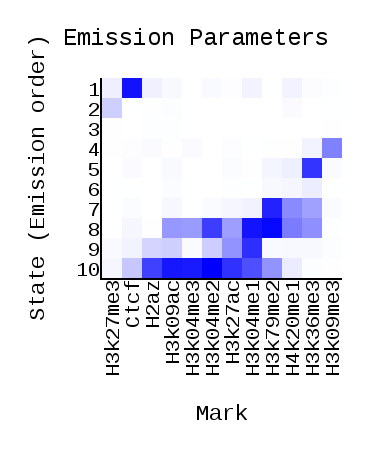 Emission Parameters
State (Emission order)
1
2
3
4
5
6
7
8
9
10
H3k27me3
Ctcf
H2az
H3k09ac
H3k04me3
H3k04me2
H3k27ac
H3k04me1
H3k79me2
H4k20me1
H3k36me3
H3k09me3
Mark